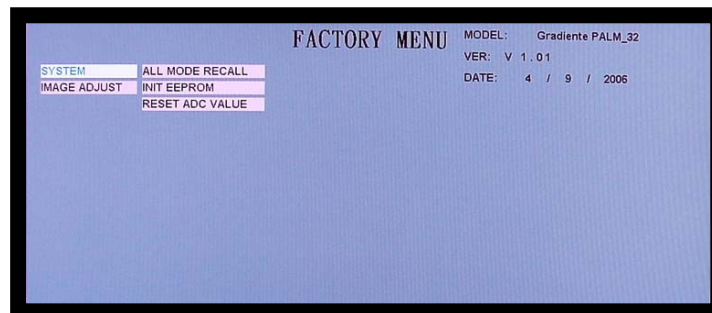 FACTORY MENU
MODEL: Gradiente PALM_32
VER: V 1.01
DATE: 4 / 9 / 2006
SYSTEM
IMAGE ADJUST
ALL MODE RECALL
INIT EEPROM
RESET ADC VALUE